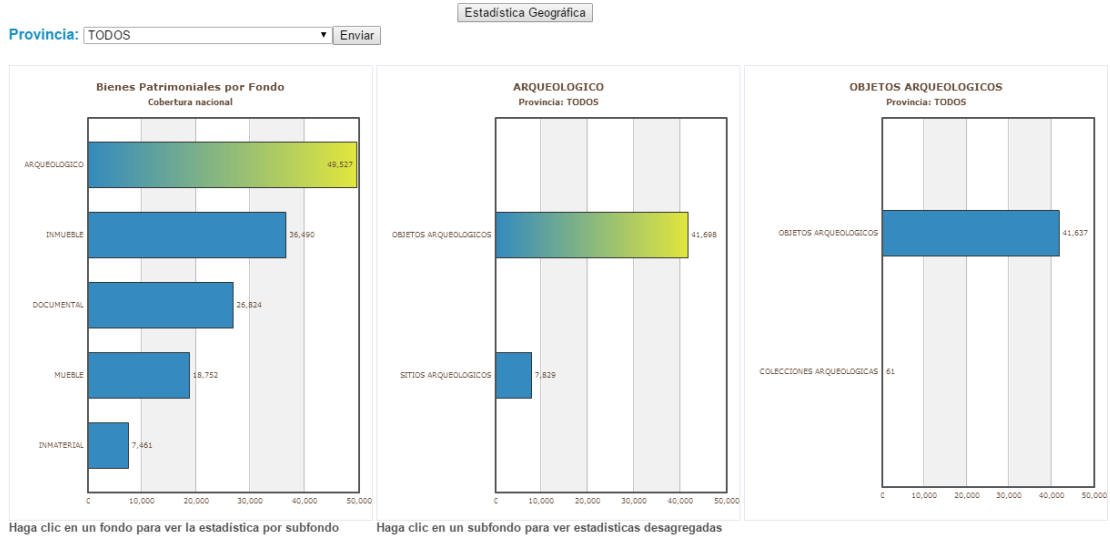 Estadística Geográfica
Provincia: TODOS Enviar
Bienes Patrimoniales por Fondo
Cobertura nacional
ARQUEOLOGICO 49,527
INMUEBLE 36,490
DOCUMENTAL 26,824
MUEBLE 18,752
INMATERIAL 7,461
0 10,000 20,000 30,000 40,000 50,000
Haga clic en un fondo para ver la estadística por subfondo
ARQUEOLOGICO
Provincia: TODOS
OBJETOS ARQUEOLOGICOS 41,698
SITIOS ARQUEOLOGICOS 7,829
0 10,000 20,000 30,000 40,000 50,000
Haga clic en un subfondo para ver estadisticas desagregadas
OBJETOS ARQUEOLOGICOS
Provincia: TODOS
OBJETOS ARQUEOLOGICOS 41,637
COLECCIONES ARQUEOLOGICAS 61
0 10,000 20,000 30,000 40,000 50,000